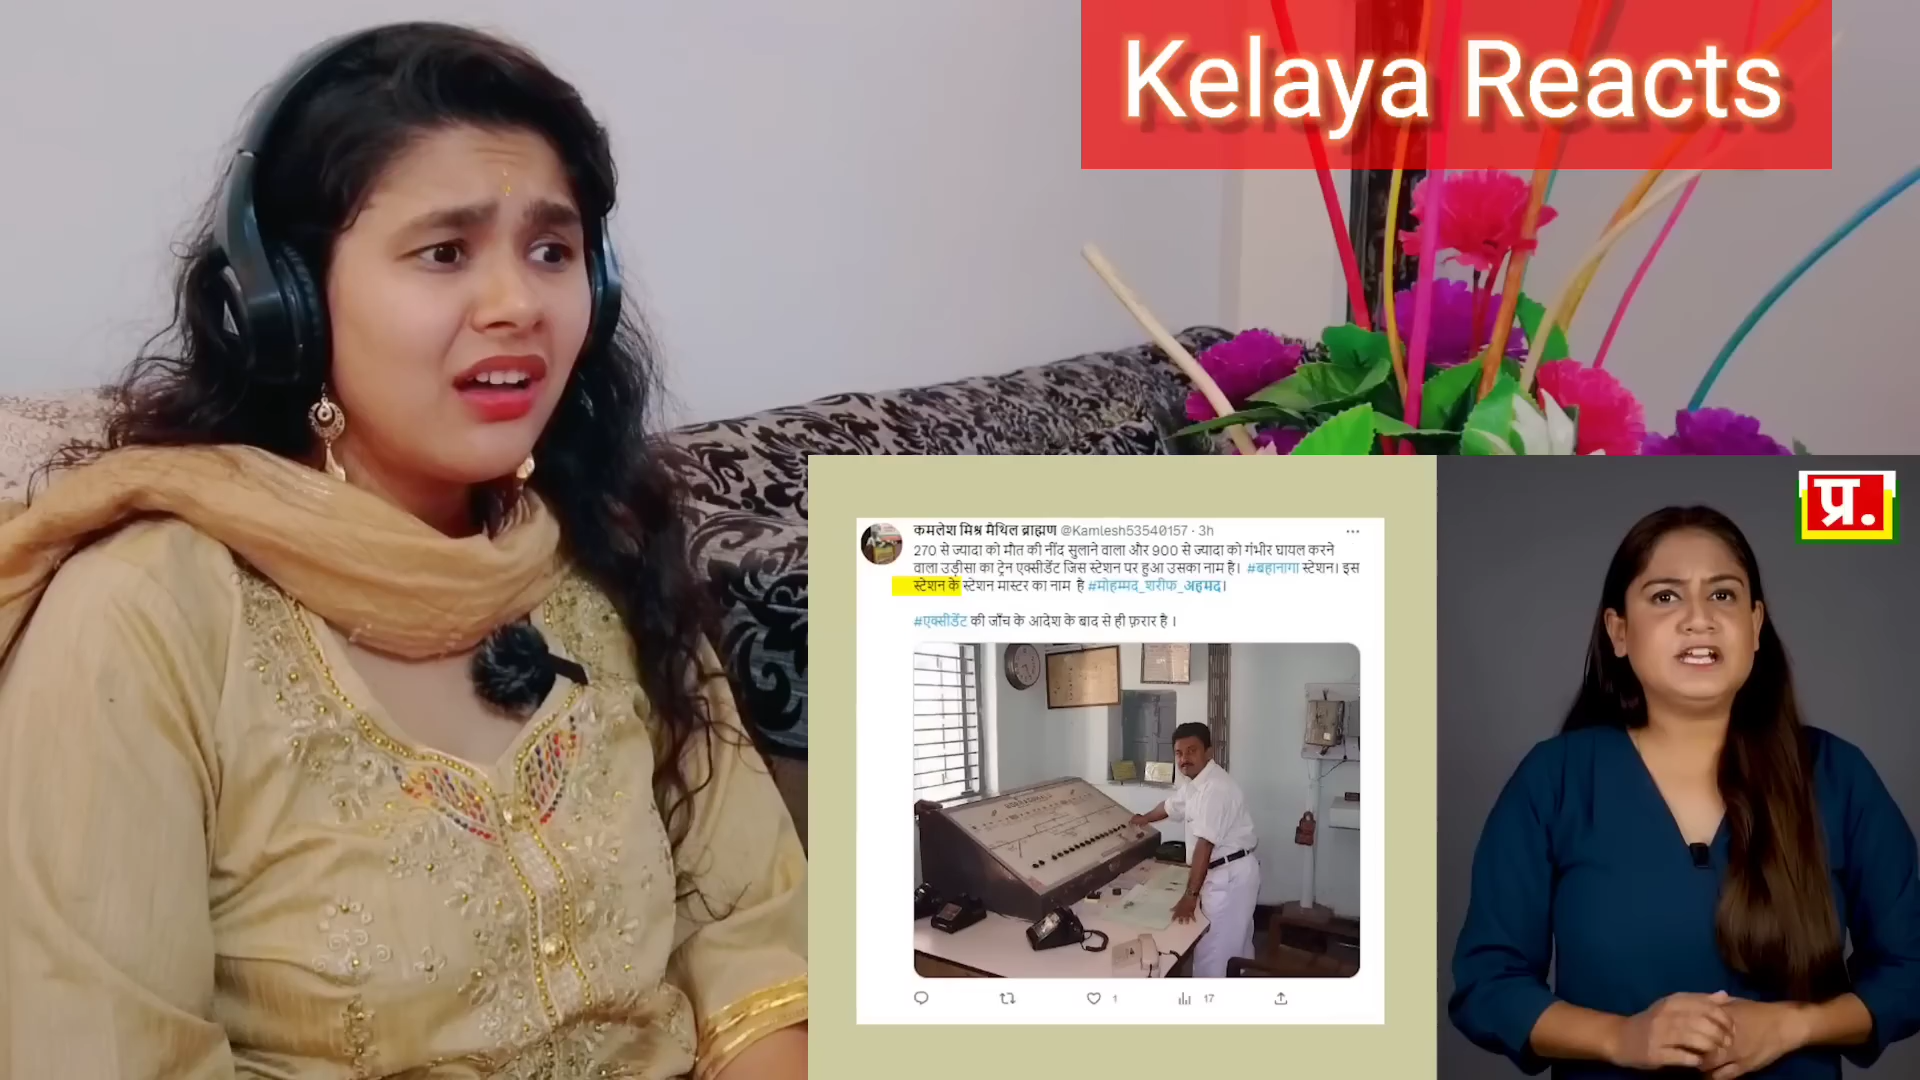 Kelaya Reacts
प्र.
कमलेश मिश्र मैथिल ब्राह्मण @Kamlesh53540157 · 3h
270 से ज्यादा को मौत की नींद सुलाने वाला और 900 से ज्यादा को गंभीर घायल करने
वाला उड़ीसा का ट्रेन एक्सीडेंट जिस स्टेशन पर हुआ उसका नाम है। #बहानागा स्टेशन। इस
स्टेशन के स्टेशन मास्टर का नाम है #मोहम्मद_शरीफ_अहमद।
#एक्सीडेंट की जाँच के आदेश के बाद से ही फ़रार है ।
1
17